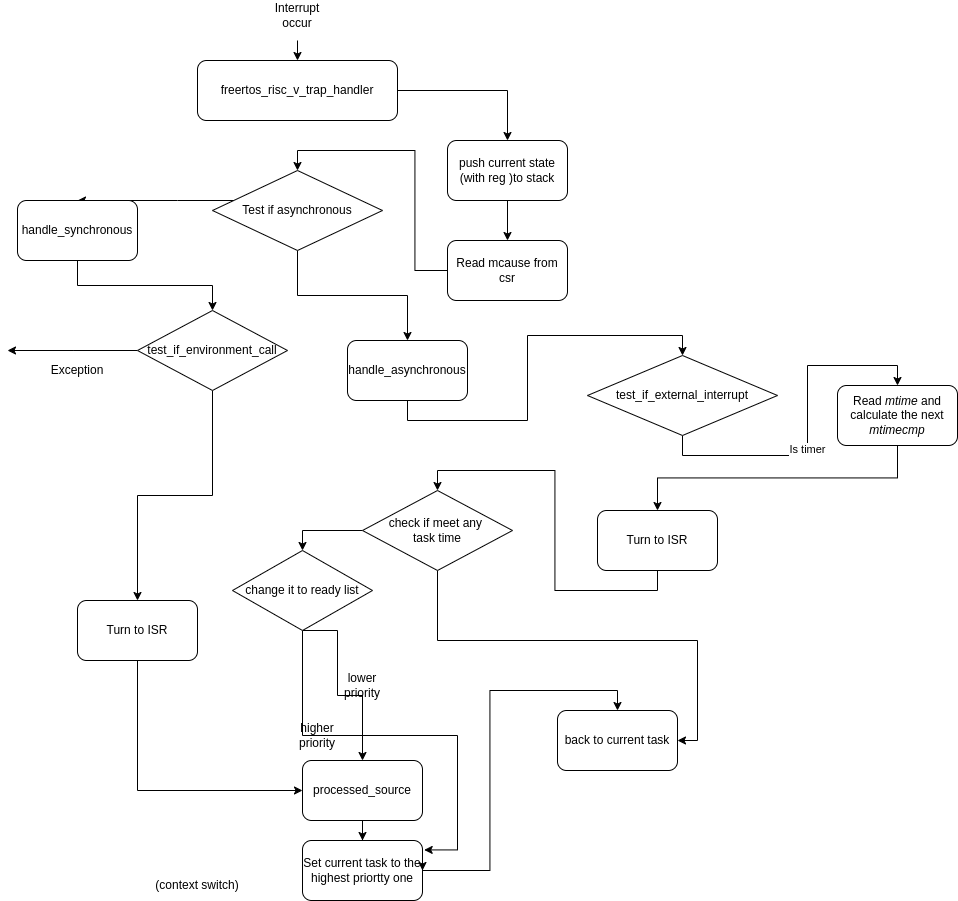 Interrupt
occur
freertos_risc_v_trap_handler
push current state
(with reg )to stack
Test if asynchronous
handle_synchronous
Read mcause from
csr
test_if_environment_call
Exception
handle_asynchronous
test_if_external_interrupt
Read mtime and
calculate the next
mtimecmp
Is timer
check if meet any
task time
Turn to ISR
change it to ready list
Turn to ISR
lower
priority
higher
priority
back to current task
processed_source
Set current task to the
highest priortty one
(context switch)